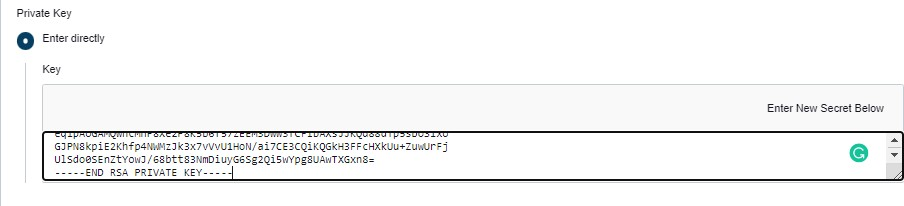 Private Key
Enter directly
Key
Enter New Secret Below
GJPN8kpiE2Khfp4NWMzJk3x7vVvU1HoN/ai7CE3CQiKQGkH3FFcHXkUu+ZuwUrFj
UlSdo0SEnZtYowJ/68btt83NmDiuyG6Sg2Qi5wYpg8UAwTXGxn8=
-----END RSA PRIVATE KEY-----